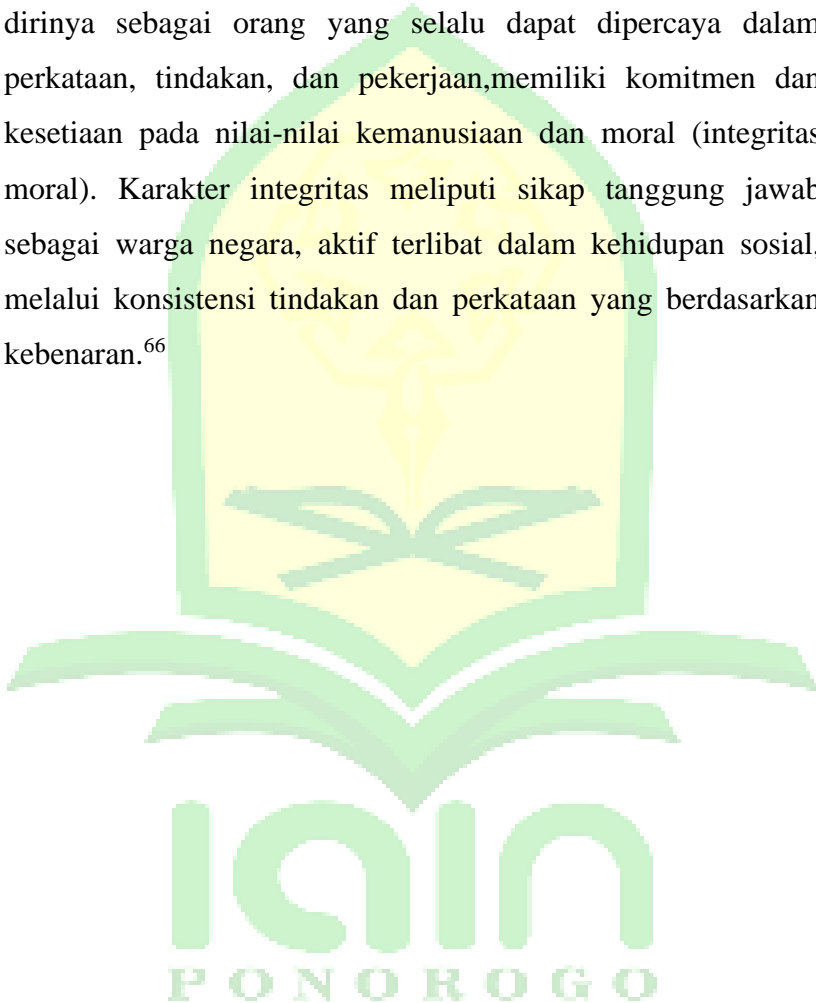 dirinya sebagai orang yang selalu dapat dipercaya dalam
perkataan, tindakan, dan pekerjaan,memiliki komitmen dan
kesetiaan pada nilai-nilai kemanusiaan dan moral (integritas
moral). Karakter integritas meliputi sikap tanggung jawab
sebagai warga negara, aktif terlibat dalam kehidupan sosial,
melalui konsistensi tindakan dan perkataan yang berdasarkan
kebenaran.66
iain
PONOROGO